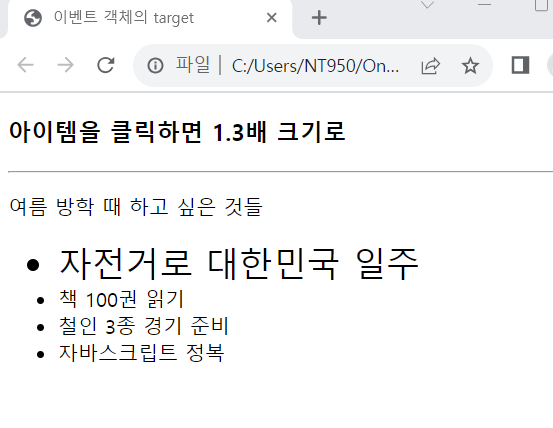 이벤트 객체의 target
파일 | C:/Users/NT950/On...
아이템을 클릭하면 1.3배 크기로
여름 방학 때 하고 싶은 것들
자전거로 대한민국 일주
책 100권 읽기
철인 3종 경기 준비
자바스크립트 정복